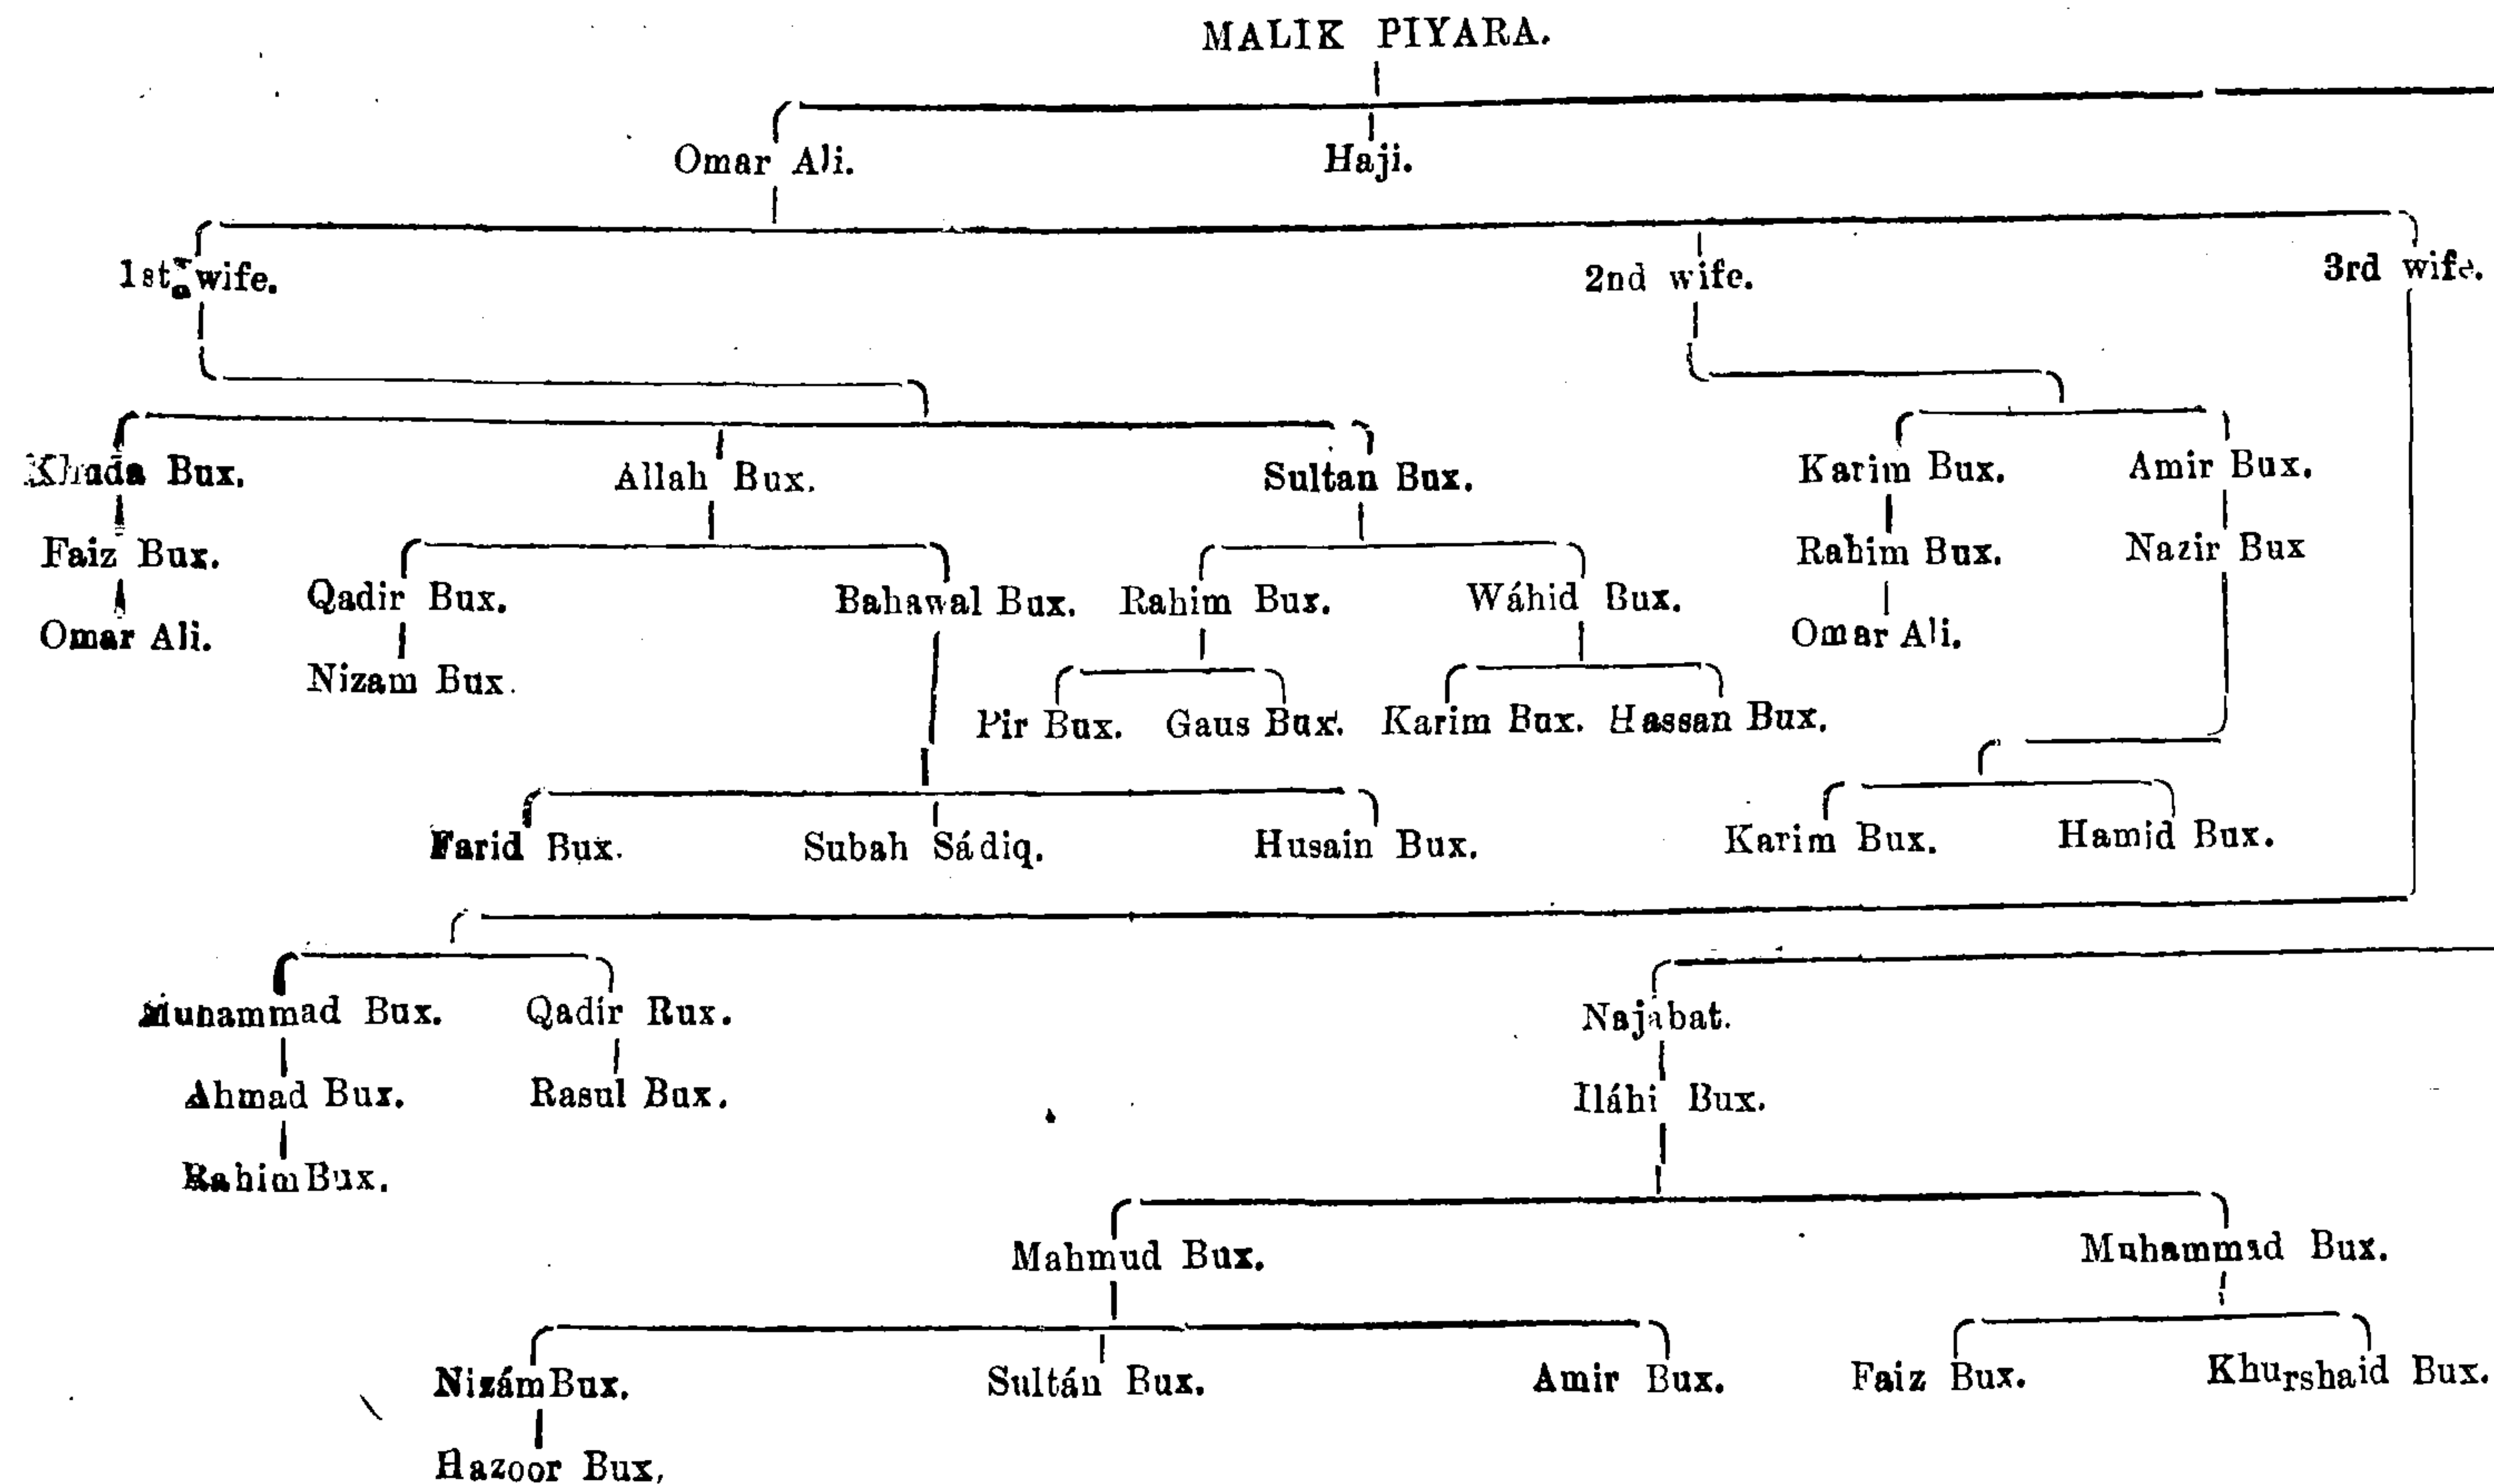 MALIK PIYARA.
Omar Ali. Haji.
1st wife. 2nd wife. 3rd wife.
Khuda Bux. Allah Bux. Sultan Bux. Karim Bux. Amir Bux.
Faiz Bux. Rahim Bux. Nazir Bux
Qadir Bux. Bahawal Bux. Rahim Bux. Wáhid Bux.
Omar Ali. Omar Ali.
Nizam Bux.
Pir Bux. Gaus Bux. Karim Bux. Hassan Bux.
Farid Bux. Subah Sádiq. Husain Bux. Karim Bux. Hamid Bux.
Muhammad Bux. Qadir Rux. Najabat.
Ahmad Bux. Rasul Bux. Iláhi Bux.
Rahim Bux.
Mahmud Bux. Muhammad Bux.
Nizám Bux. Sultán Bux. Amir Bux. Faiz Bux. Khurshaid Bux.
Hazoor Bux,